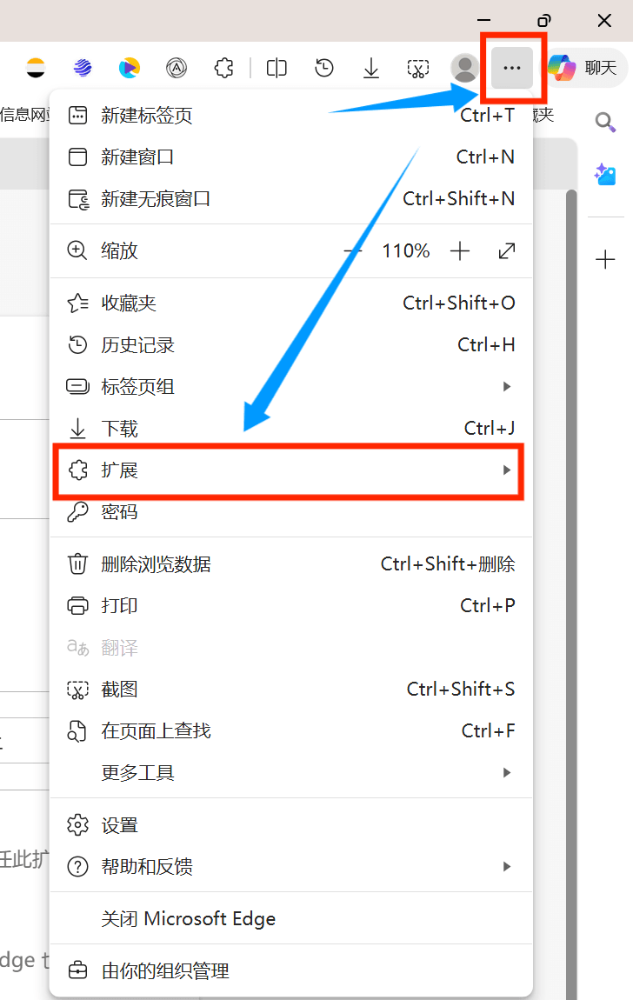 聊天
信息网
藏夹
新建标签页 Ctrl+T
新建窗口 Ctrl+N
新建无痕窗口 Ctrl+Shift+N
缩放 110%
收藏夹 Ctrl+Shift+O
历史记录 Ctrl+H
标签页组
下载 Ctrl+J
扩展
密码
删除浏览数据 Ctrl+Shift+删除
打印 Ctrl+P
aあ 翻译
截图 Ctrl+Shift+S
在页面上查找 Ctrl+F
更多工具
设置
任此扩
帮助和反馈
关闭 Microsoft Edge
dge t
由你的组织管理